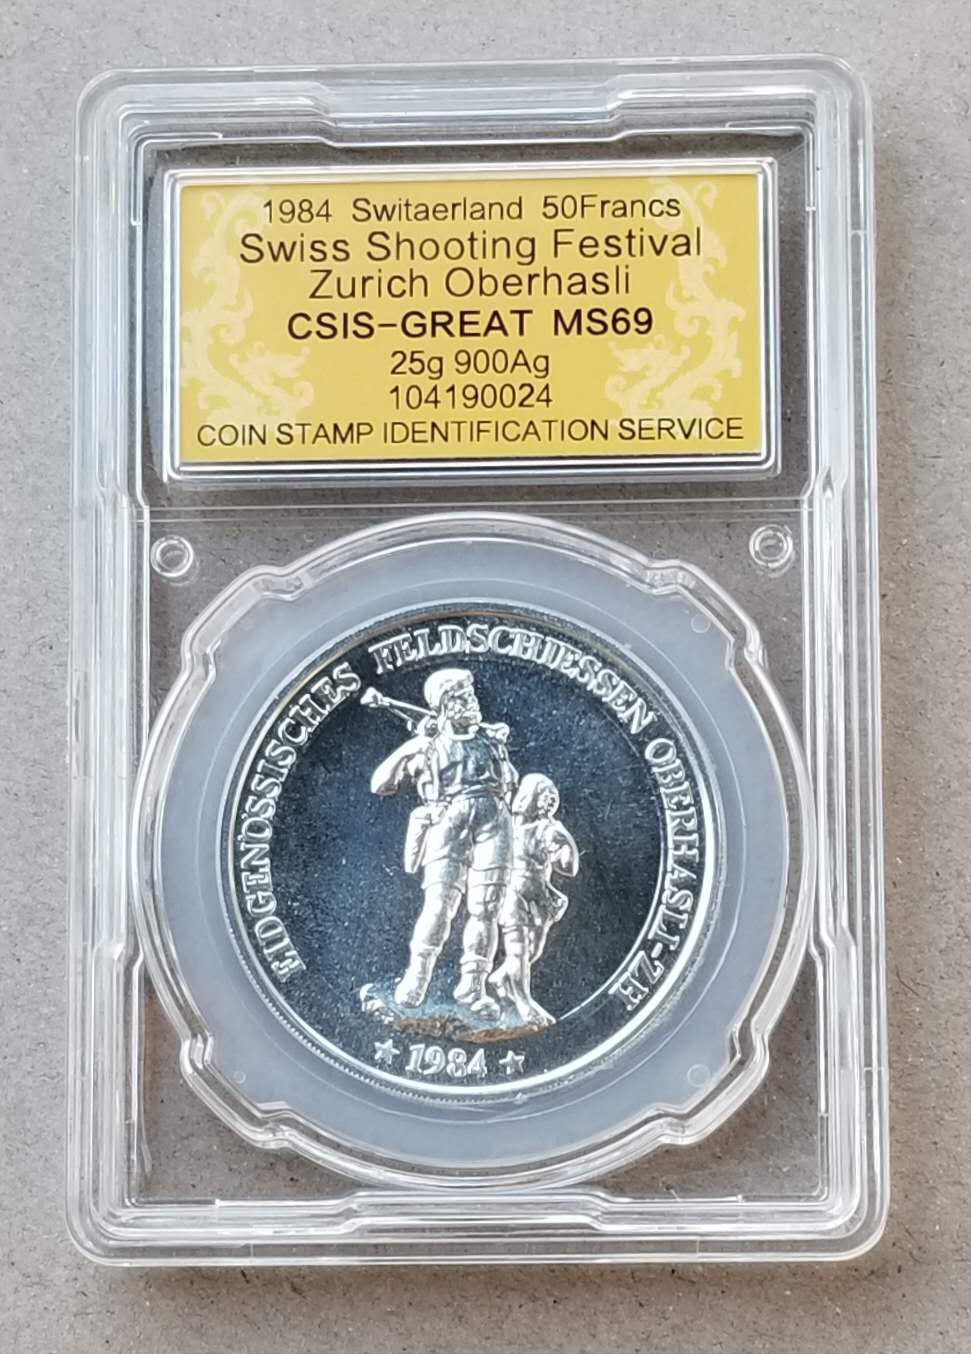 1984 Switaerland 50Francs
Swiss Shooting Festival
Zurich Oberhasli
CSIS-GREAT MS69
25g 900Ag
104190024
COIN STAMP IDENTIFICATION SERVICE
EIDGENÖSSISCHES FELDSCHIESSEN OBERHASLI-ZH
★ 1984 ★